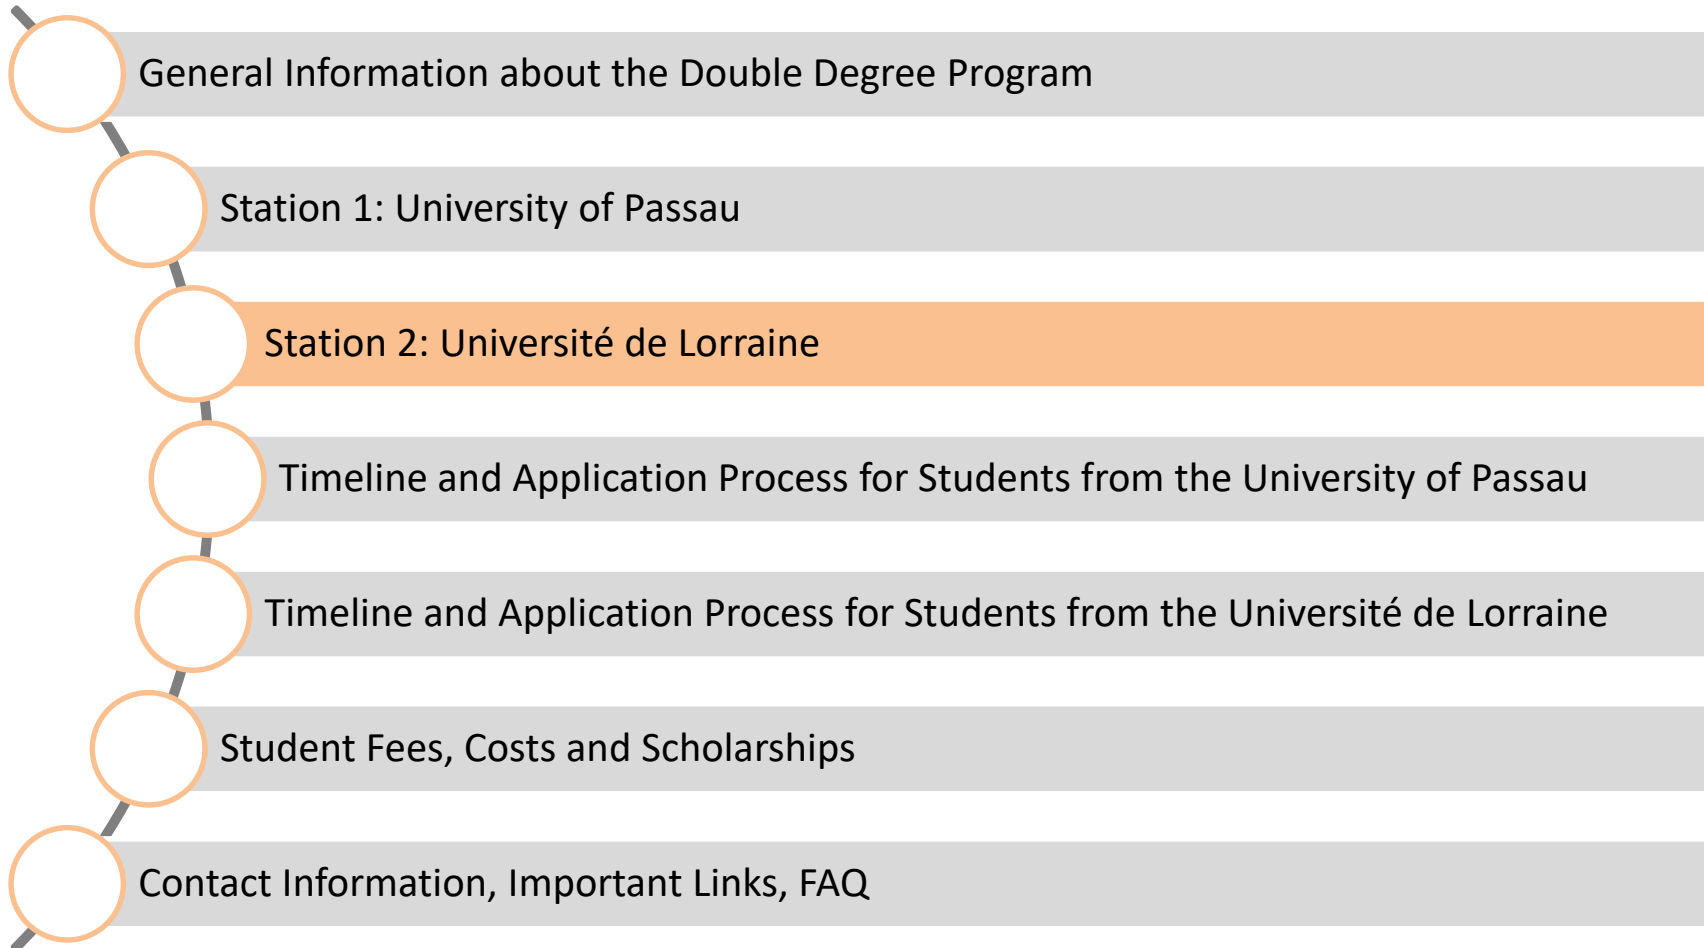 General Information about the Double Degree Program
Station 1: University of Passau
Station 2: Université de Lorraine
Timeline and Application Process for Students from the University of Passau
Timeline and Application Process for Students from the Université de Lorraine
Student Fees, Costs and Scholarships
Contact Information, Important Links, FAQ